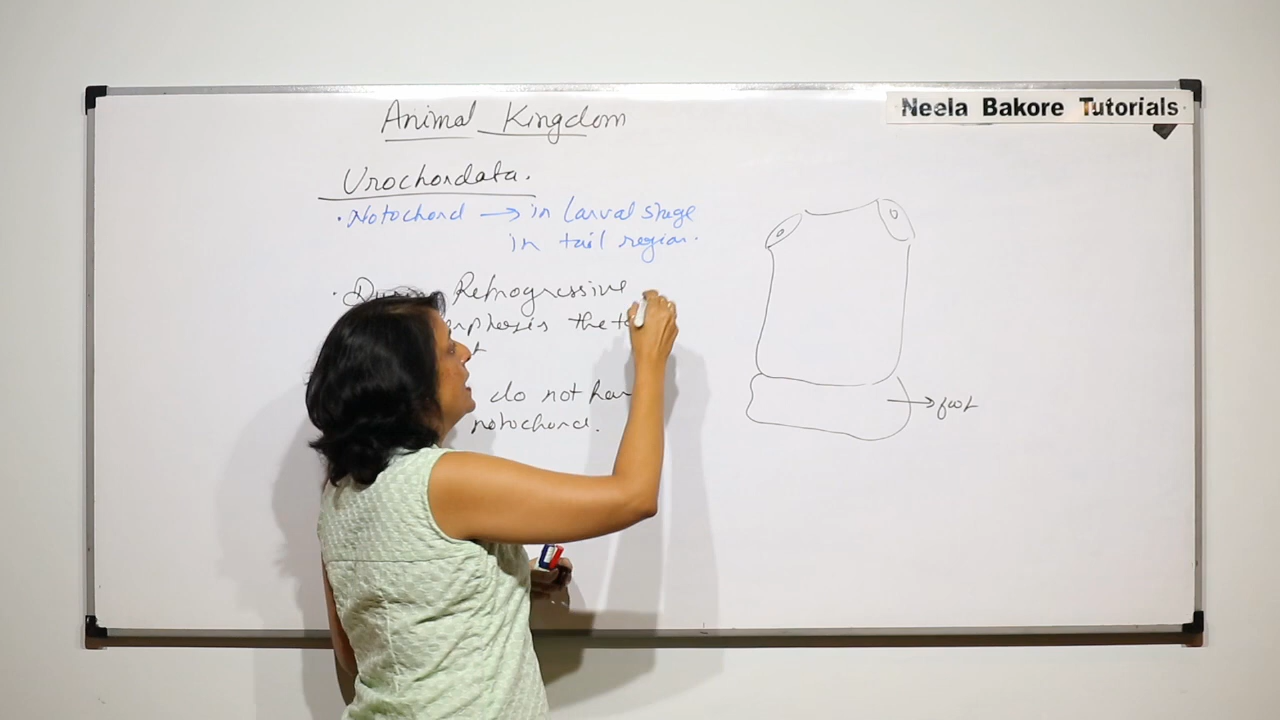 Neela Bakore Tutorials
Animal Kingdom
Urochordata.
· Notochord → in larval stage
in tail region.
· During Retrogressive
the
do not have
notochord.
→ foot